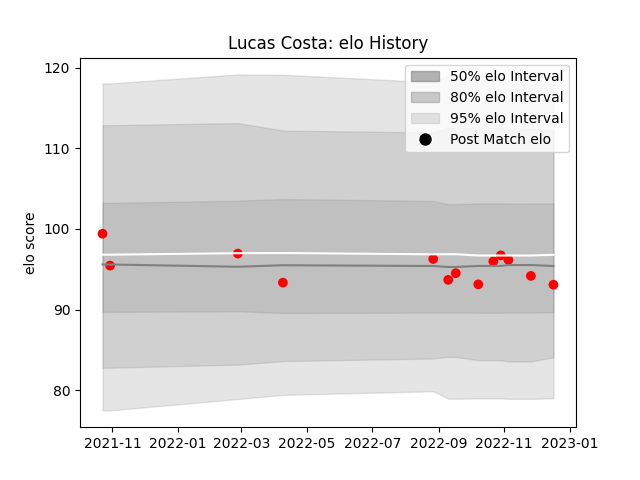 Lucas Costa: elo History
50% elo Interval
80% elo Interval
95% elo Interval
Post Match elo
elo score
120
110
100
90
80
2021-11 2022-01 2022-03 2022-05 2022-07 2022-09 2022-11 2023-01